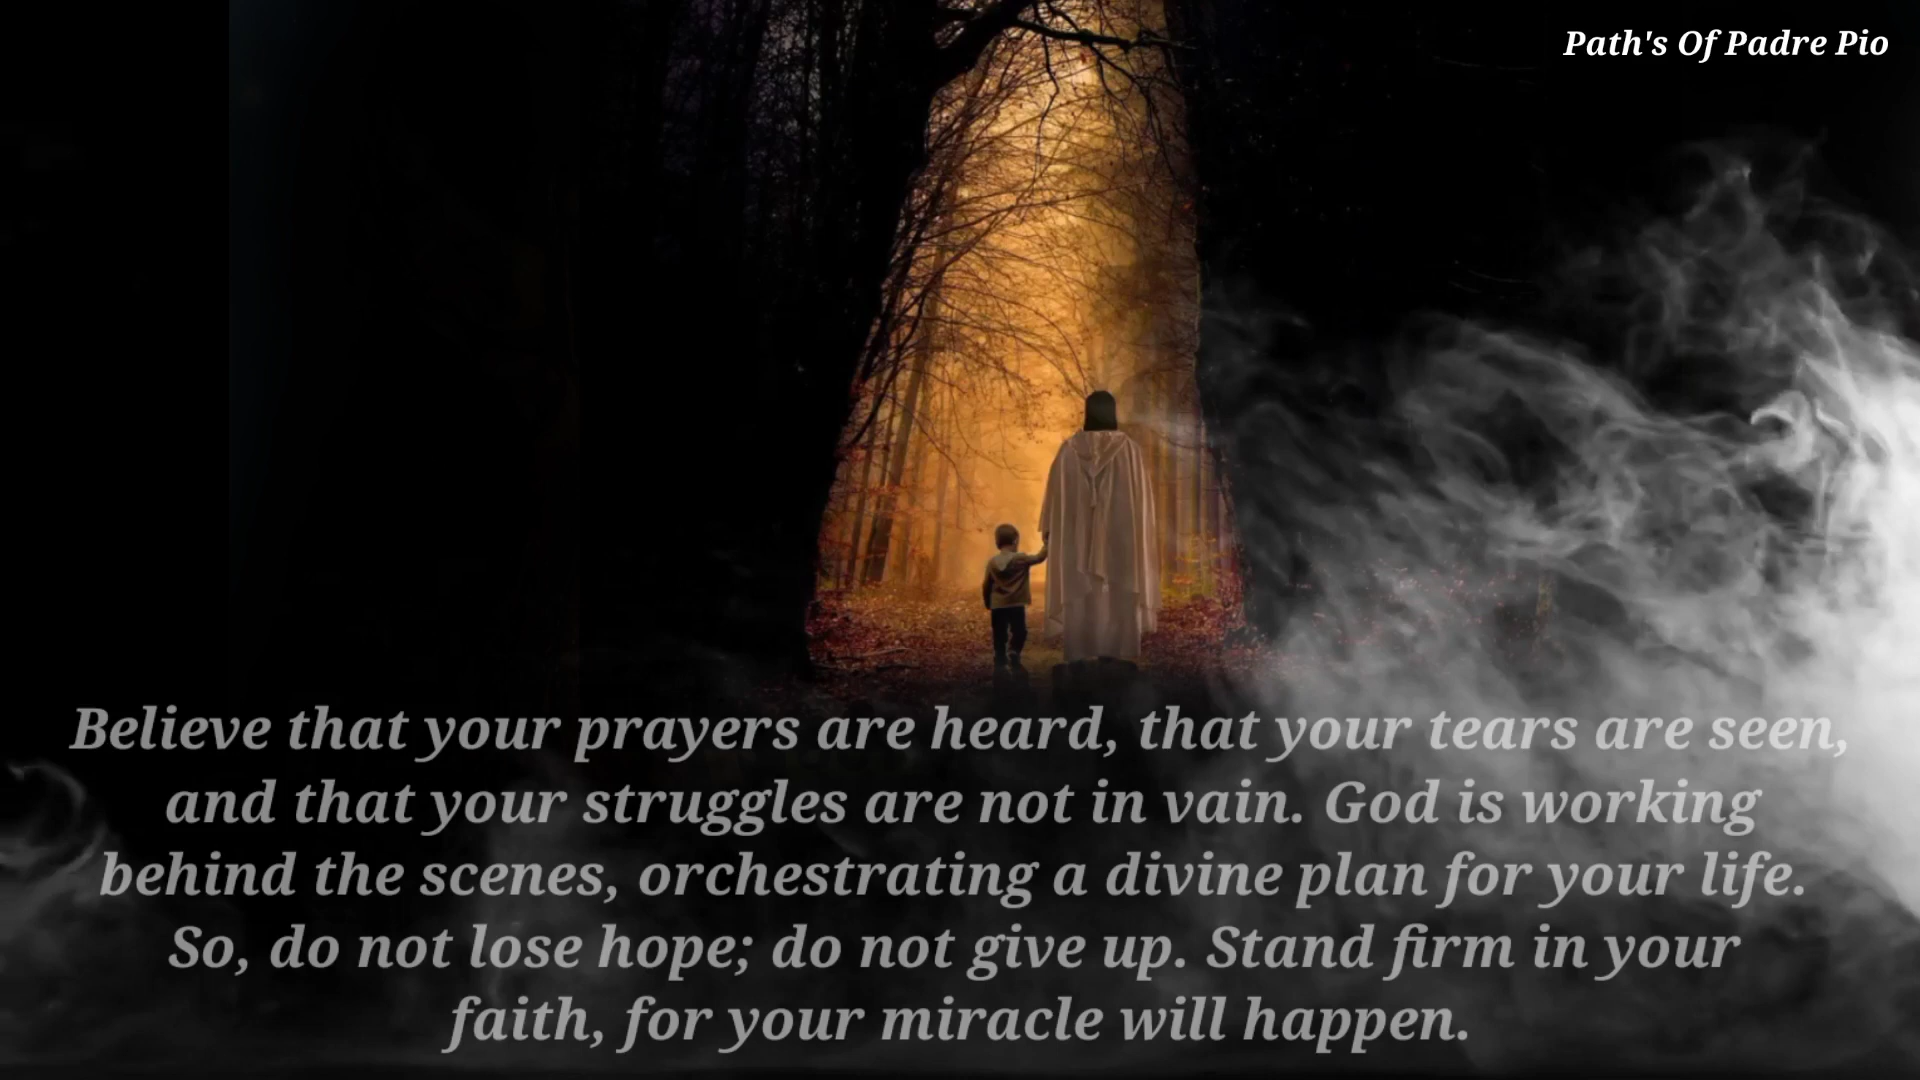 Path's Of Padre Pio
Believe that your prayers are heard, that your tears are seen,
and that your struggles are not in vain. God is working
behind the scenes, orchestrating a divine plan for your life.
So, do not lose hope; do not give up. Stand firm in your
faith, for your miracle will happen.